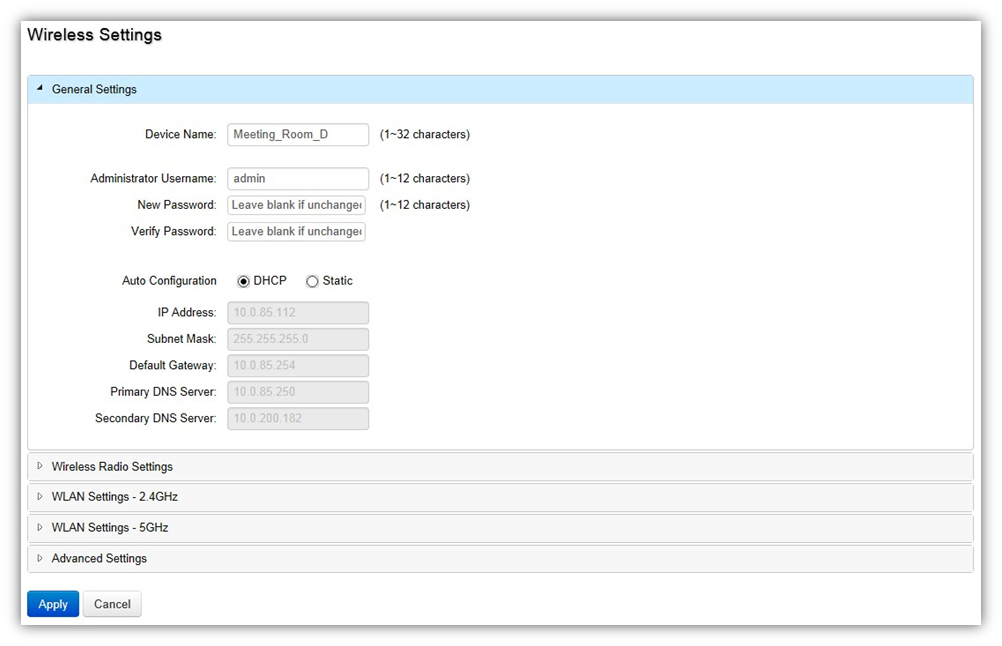 Wireless Settings
General Settings
Device Name: Meeting_Room_D (1~32 characters)
Administrator Username: admin (1~12 characters)
New Password: Leave blank if unchanged (1~12 characters)
Verify Password: Leave blank if unchanged
Auto Configuration DHCP Static
IP Address: 10.0.85.112
Subnet Mask: 255.255.255.0
Default Gateway: 10.0.85.254
Primary DNS Server: 10.0.85.250
Secondary DNS Server: 10.0.200.182
Wireless Radio Settings
WLAN Settings - 2.4GHz
WLAN Settings - 5GHz
Advanced Settings
Apply Cancel